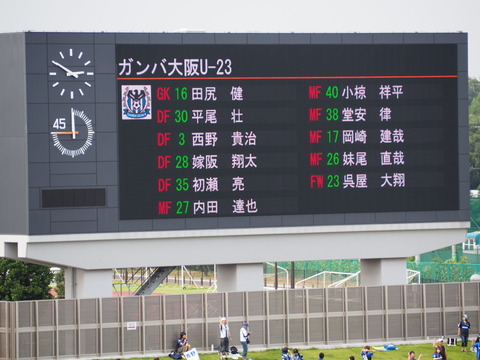 ガンバ大阪U-23
GK 16 田尻 健
DF 30 平尾 壮
DF 3 西野 貴治
DF 28 嫁阪 翔太
DF 35 初瀬 亮
MF 27 内田 達也
MF 40 小椋 祥平
MF 38 堂安 律
MF 17 岡崎 建哉
MF 26 妹尾 直哉
FW 23 呉屋 大翔
45